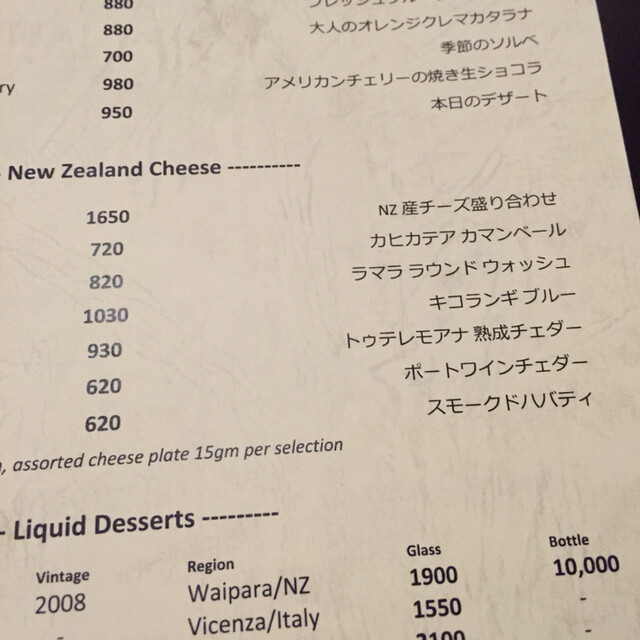 880
880 大人のオレンジクレマカタラナ
700 季節のソルベ
980 アメリカンチェリーの焼き生ショコラ
950 本日のデザート
- New Zealand Cheese ----------
1650 NZ 産チーズ盛り合わせ
720 カヒカテア カマンベール
820 ラマラ ラウンド ウォッシュ
1030 キコランギ ブルー
930 トゥテレモアナ 熟成チェダー
620 ポートワインチェダー
620 スモークドハバティ
assorted cheese plate 15gm per selection
- Liquid Desserts ---------
Vintage Region Glass Bottle
2008 Waipara/NZ 1900 10,000
- Vicenza/Italy 1550 -
2100 -